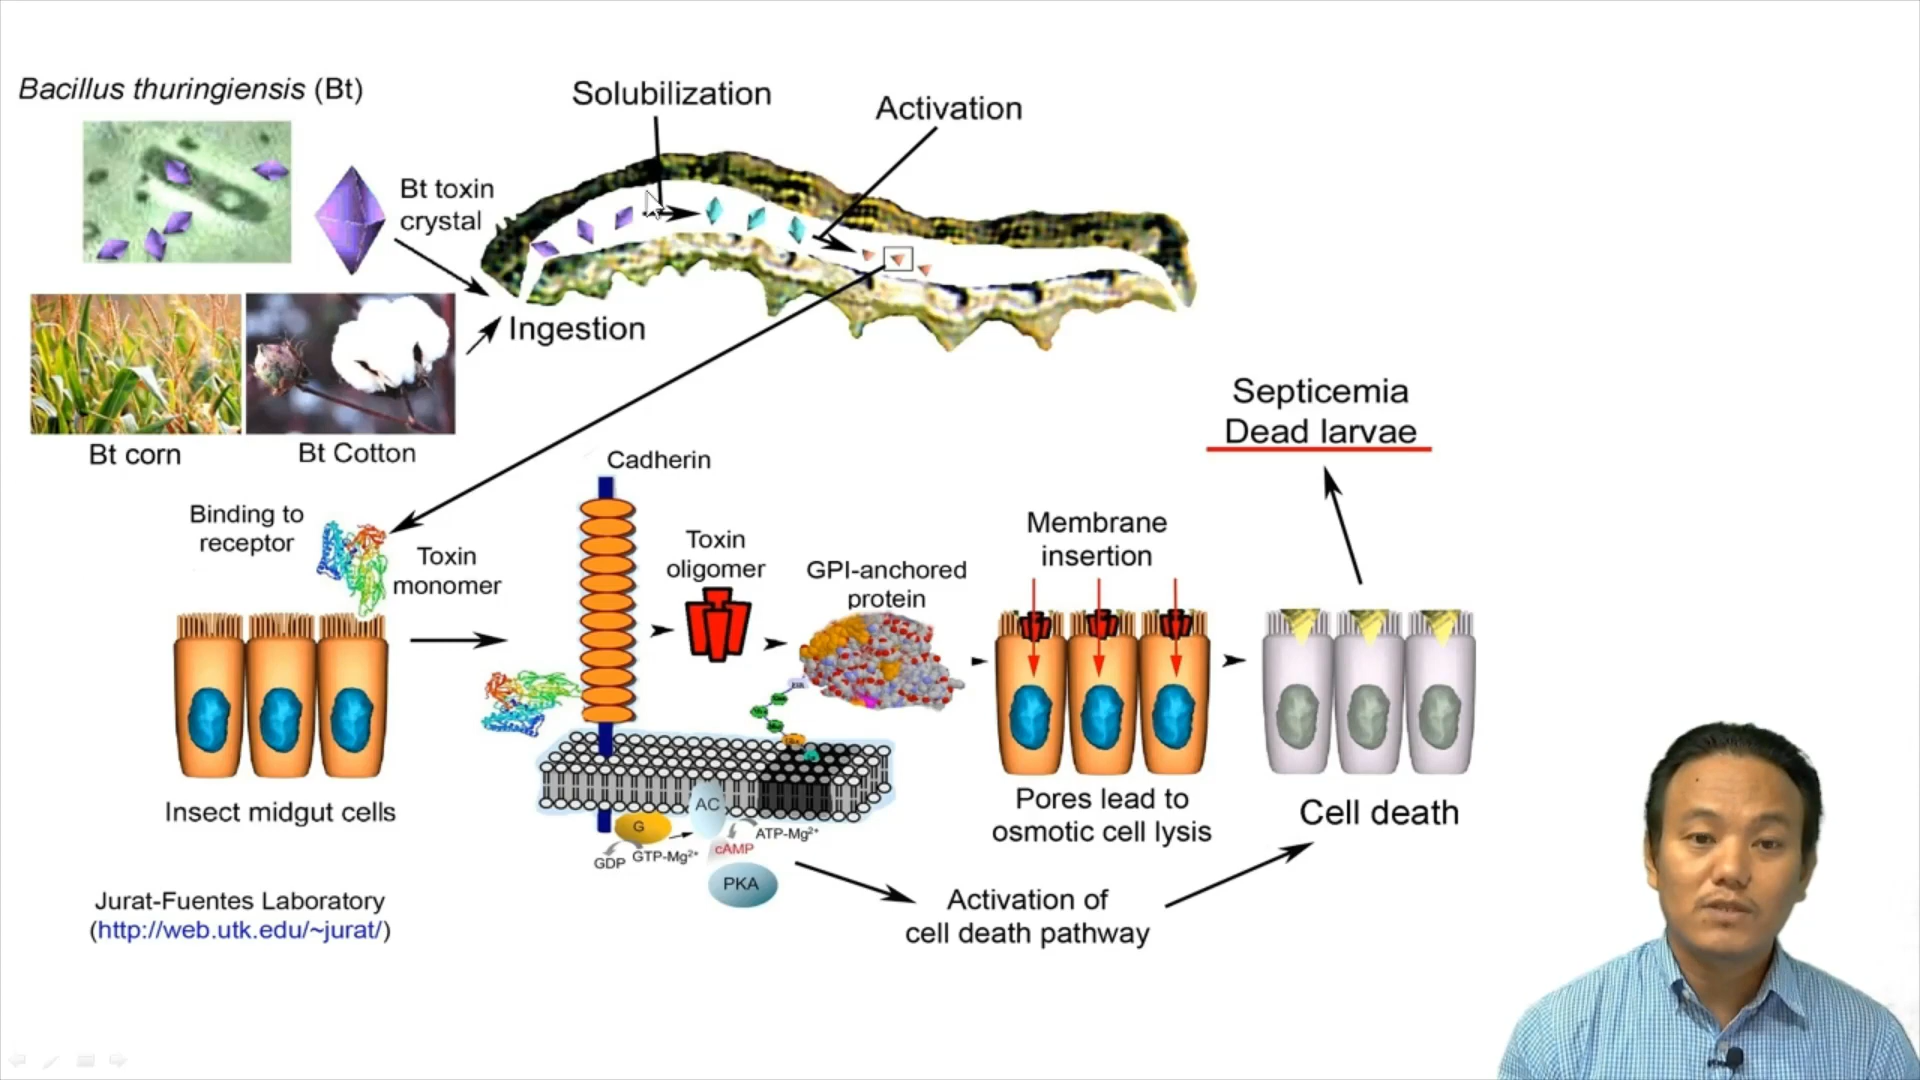 Bacillus thuringiensis (Bt)
Solubilization
Activation
Bt toxin
crystal
Ingestion
Bt corn
Bt Cotton
Septicemia
Dead larvae
Binding to
receptor
Toxin
monomer
Cadherin
Toxin
oligomer
GPI-anchored
protein
Membrane
insertion
Insect midgut cells
AC
G
ATP-Mg²⁺
GDP
GTP-Mg²⁺
cAMP
PKA
Pores lead to
osmotic cell lysis
Cell death
Activation of
cell death pathway
Jurat-Fuentes Laboratory
(http://web.utk.edu/~jurat/)